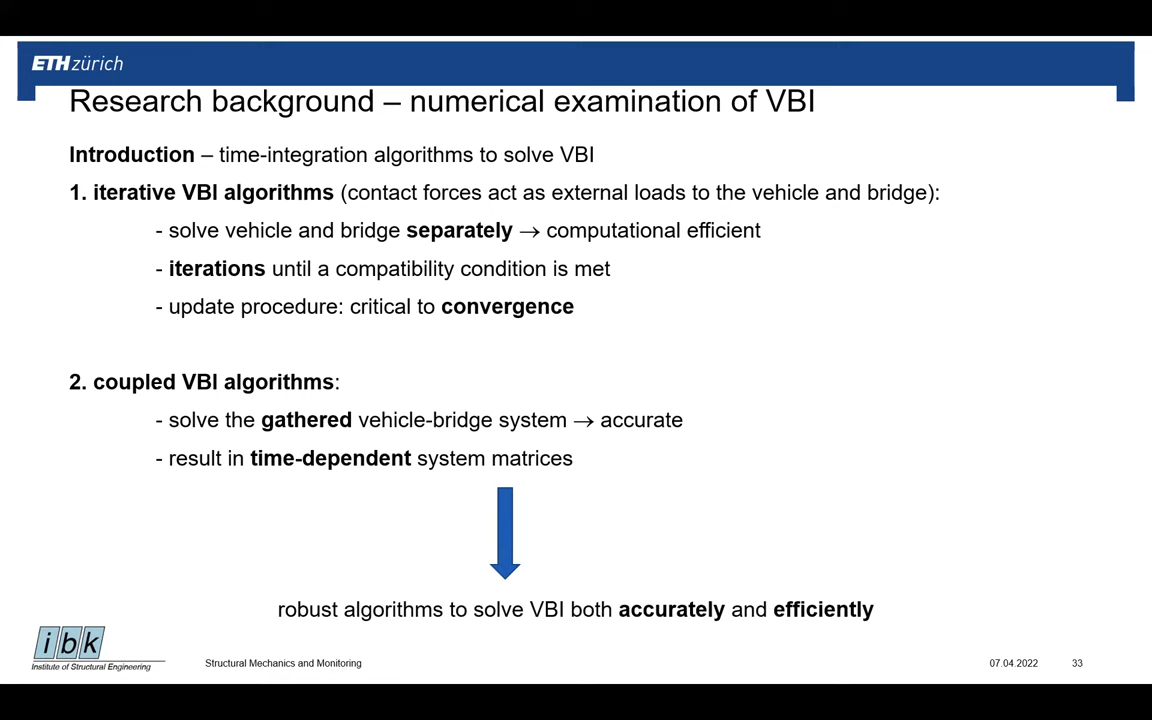 ETH zürich
Research background – numerical examination of VBI
Introduction – time-integration algorithms to solve VBI
1. iterative VBI algorithms (contact forces act as external loads to the vehicle and bridge):
- solve vehicle and bridge separately → computational efficient
- iterations until a compatibility condition is met
- update procedure: critical to convergence
2. coupled VBI algorithms:
- solve the gathered vehicle-bridge system → accurate
- result in time-dependent system matrices
robust algorithms to solve VBI both accurately and efficiently
ibk
Institute of Structural Engineering
Structural Mechanics and Monitoring
07.04.2022
33